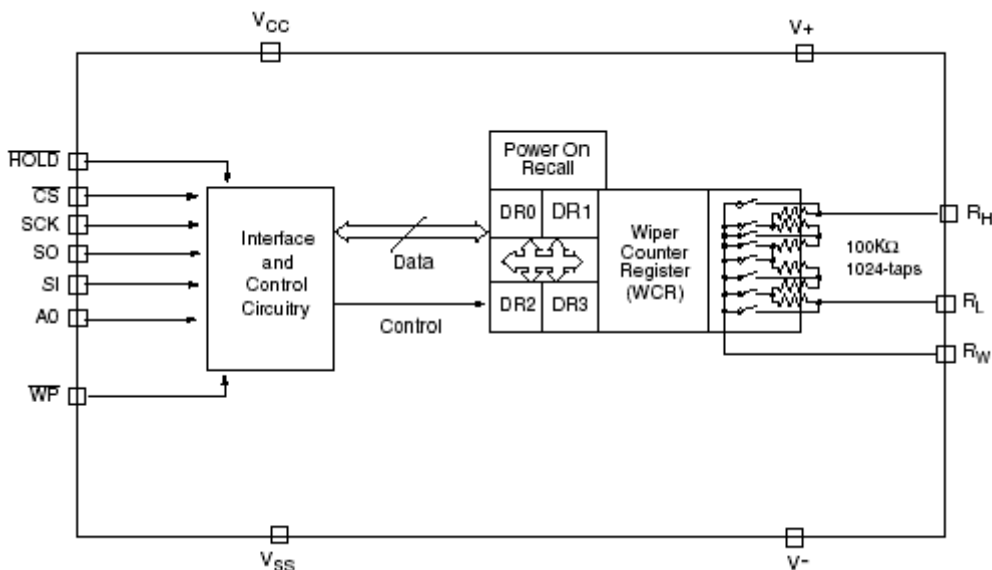 VCC
V+
HOLD
CS
SCK
SO
SI
A0
WP
Interface
and
Control
Circuitry
Data
Control
Power On
Recall
DR0
DR1
DR2
DR3
Wiper
Counter
Register
(WCR)
100KΩ
1024-taps
RH
RL
RW
VSS
V-